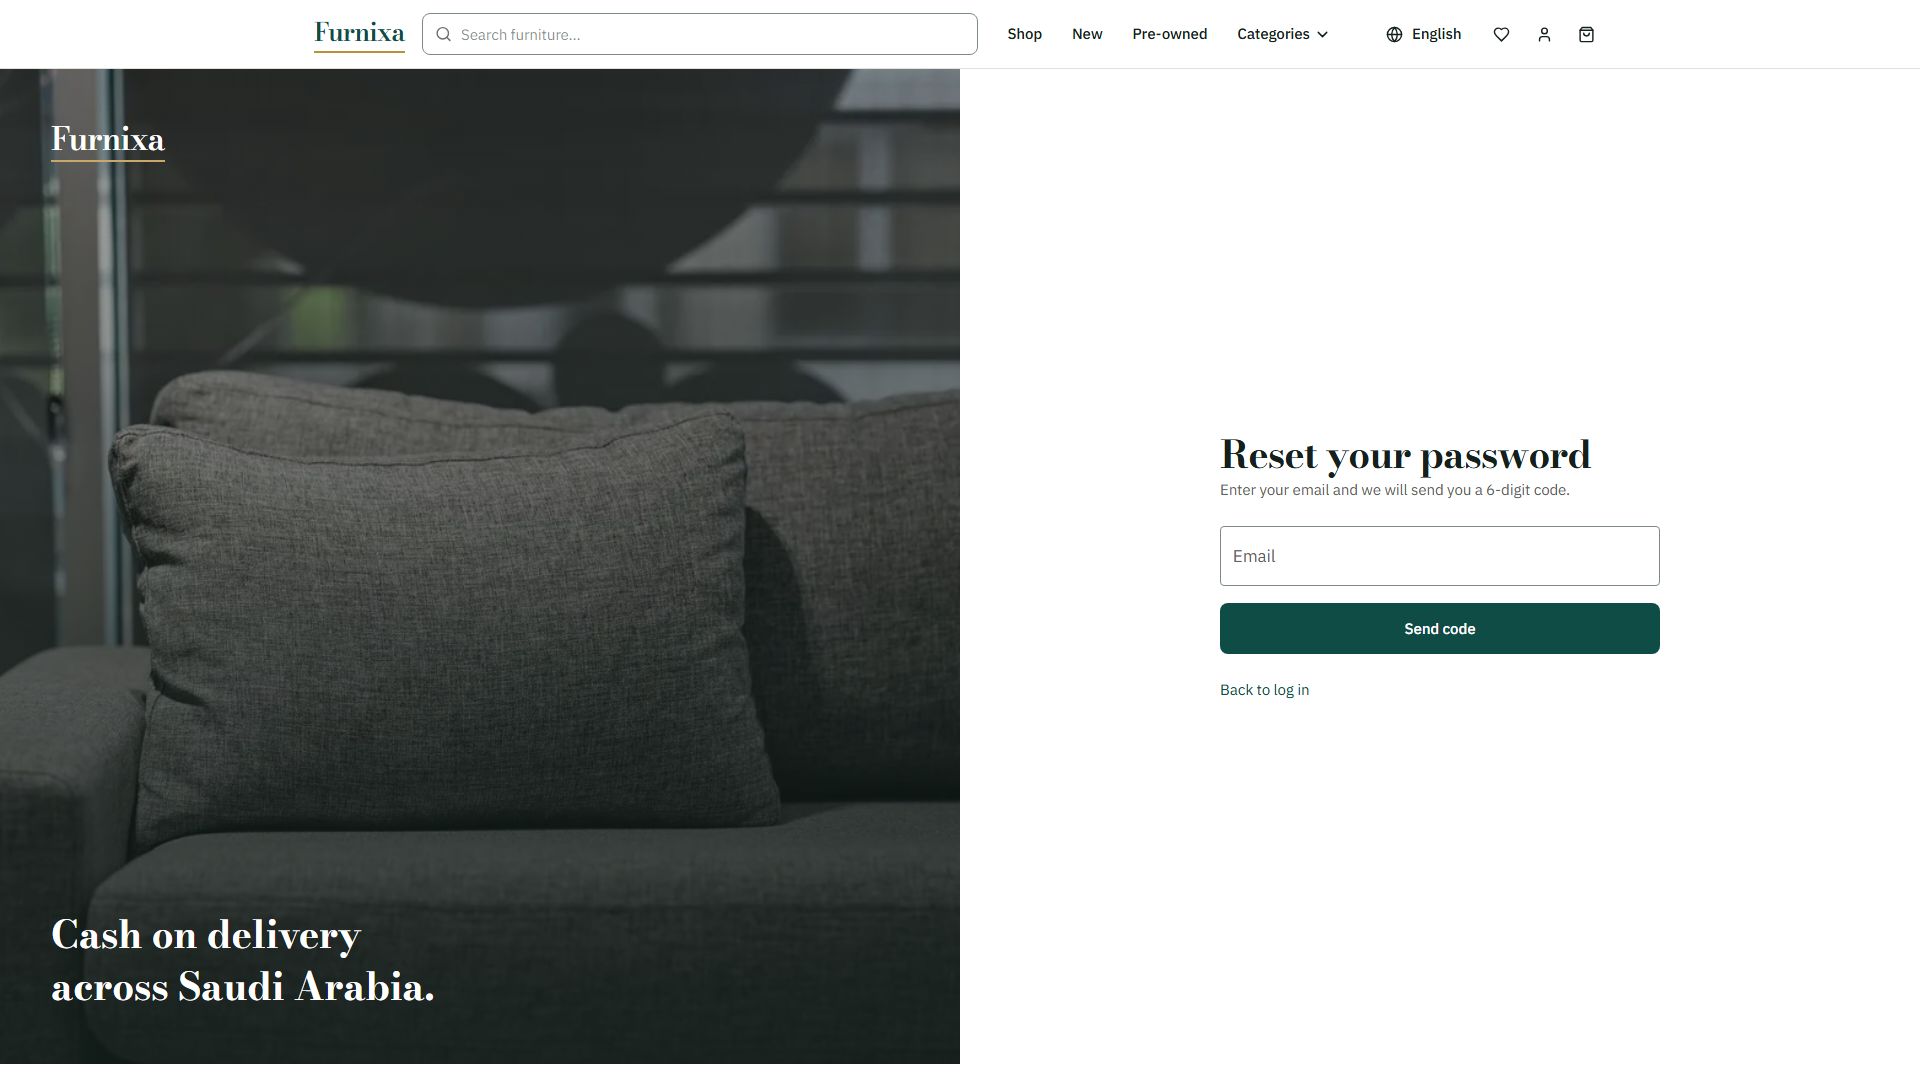 Furnixa
Search furniture...
Shop
New
Pre-owned
Categories
English
Furnixa
Cash on delivery
across Saudi Arabia.
Reset your password
Enter your email and we will send you a 6-digit code.
Email
Send code
Back to log in